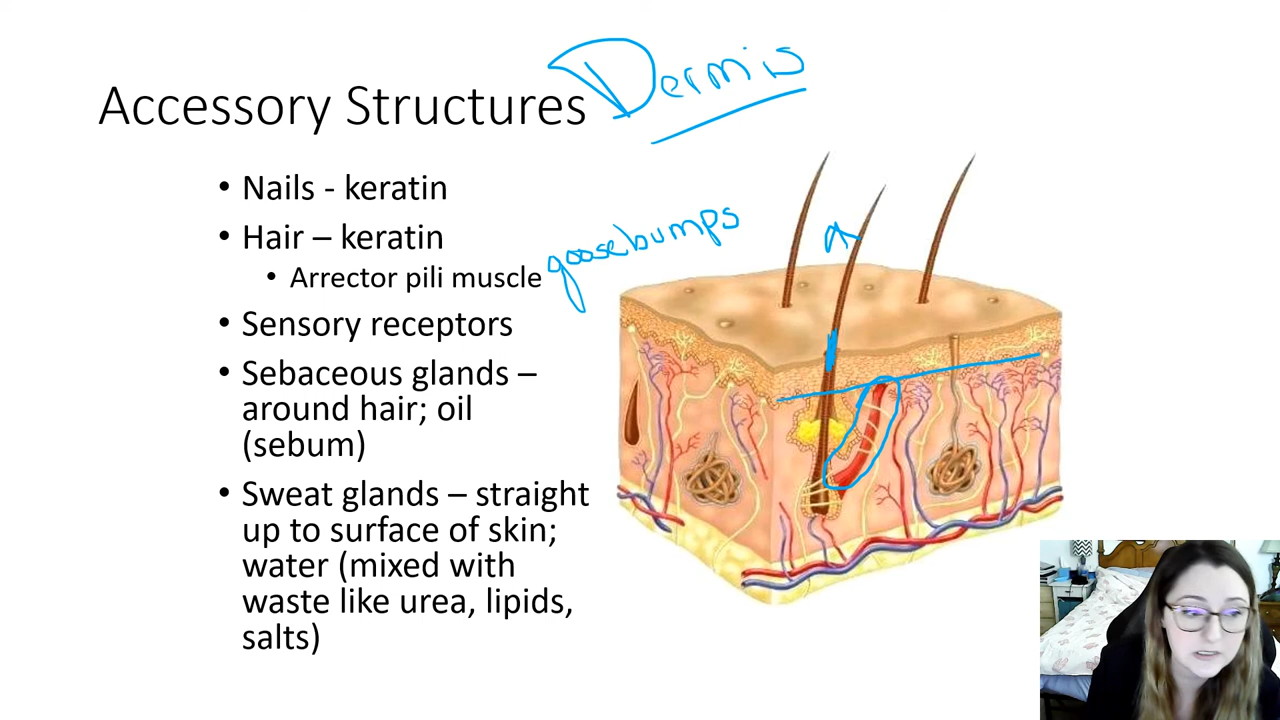 Dermis
Accessory Structures
• Nails - keratin
• Hair – keratin
goosebumps
• Arrector pili muscle
• Sensory receptors
• Sebaceous glands –
around hair; oil
(sebum)
• Sweat glands – straight
up to surface of skin;
water (mixed with
waste like urea, lipids,
salts)